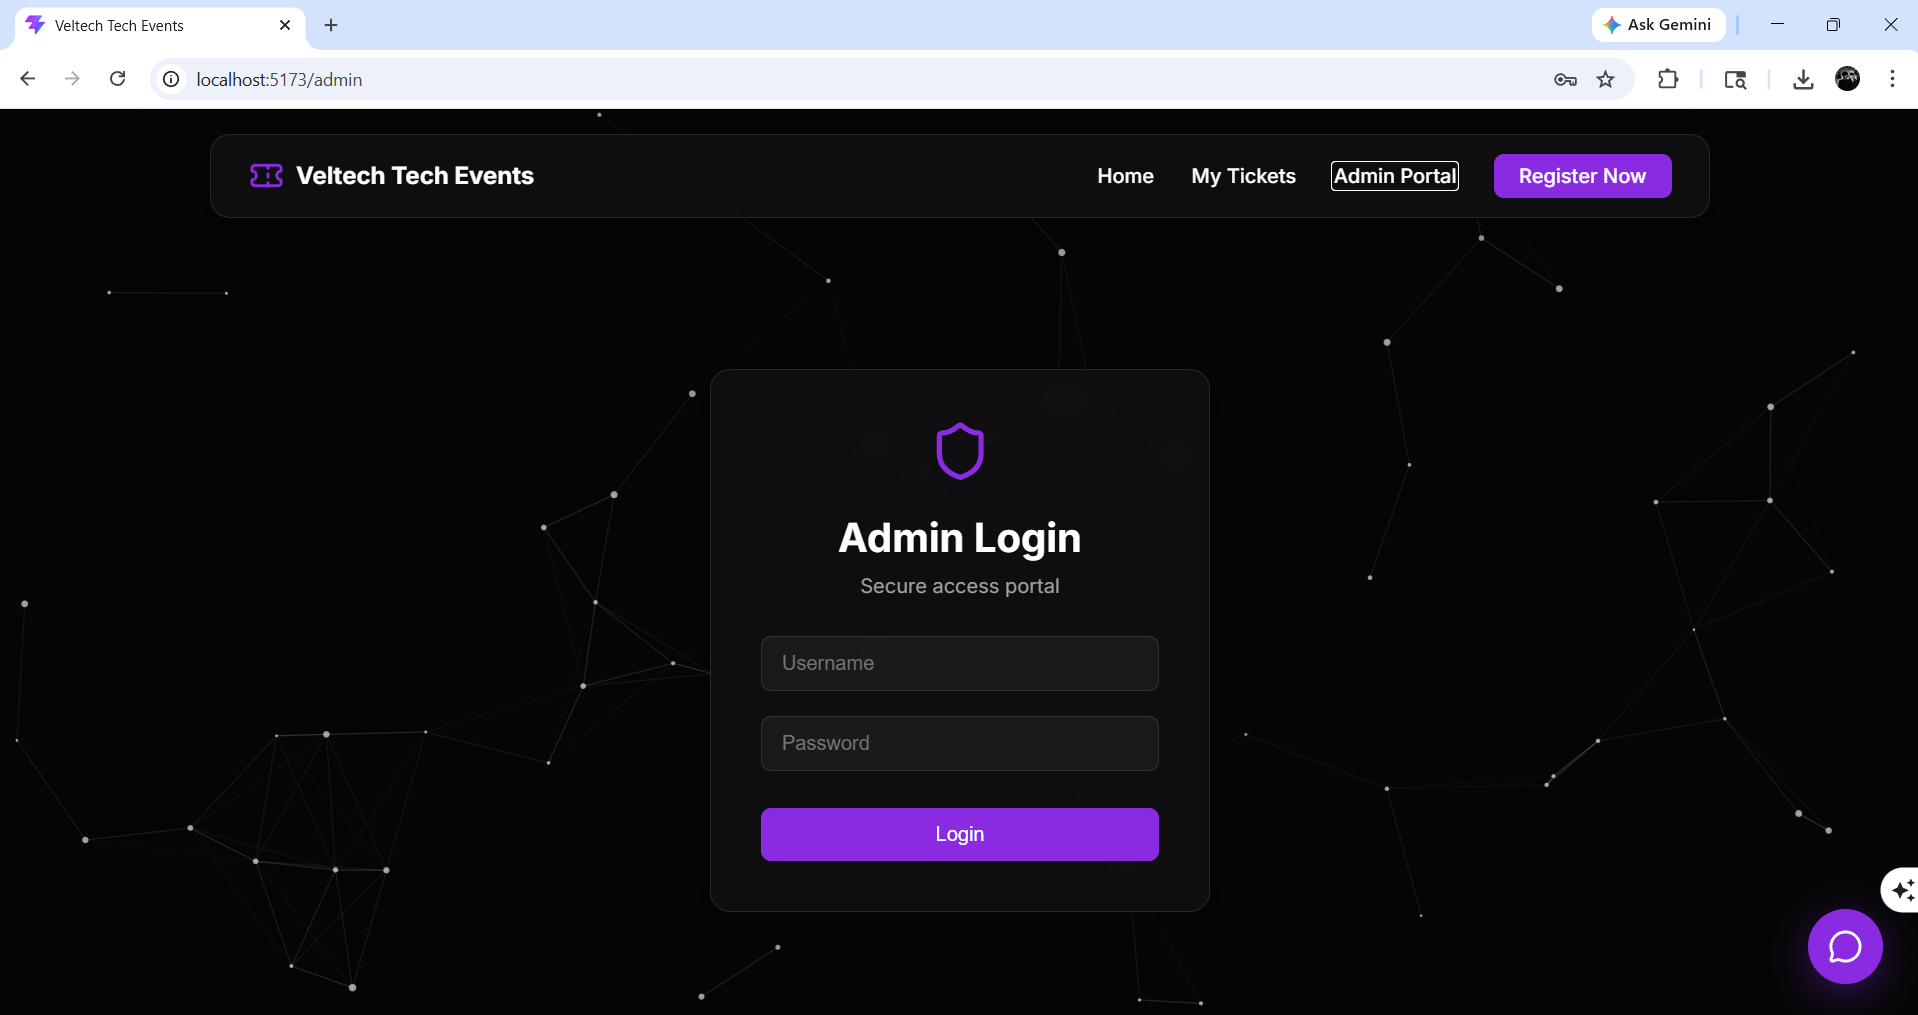 Veltech Tech Events
Ask Gemini
localhost:5173/admin
Veltech Tech Events
Home
My Tickets
Admin Portal
Register Now
Admin Login
Secure access portal
Username
Password
Login